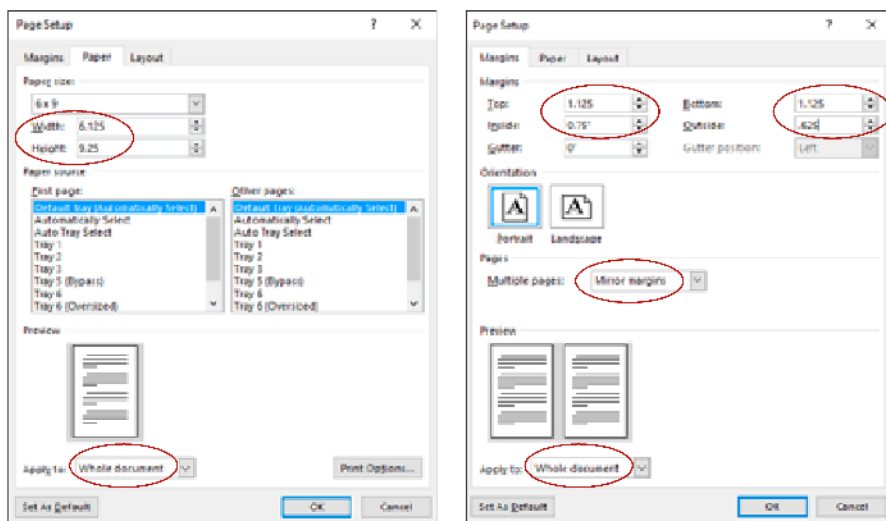 Page Setup ? X
Margins Paper Layout
Paper size:
6 x 9
Width: 6.125
Height: 9.25
Paper source
First page: Other pages:
Default tray (Automatically Select) Default tray (Automatically Select)
Automatically Select Automatically Select
Auto Tray Select Auto Tray Select
Tray 1 Tray 1
Tray 2 Tray 2
Tray 3 Tray 3
Tray 5 (Bypass) Tray 5 (Bypass)
Tray 6 Tray 6
Tray 6 (Oversized) Tray 6 (Oversized)
Preview
Apply to: Whole document Print Options...
Set As Default OK Cancel
Page Setup ? X
Margins Paper Layout
Margins
Top: 1.125 Bottom: 1.125
Inside: 0.75" Outside: .625
Gutter: 0" Gutter position: Left
Orientation
Portrait Landscape
Pages
Multiple pages: Mirror margins
Preview
Apply to: Whole document
Set As Default OK Cancel